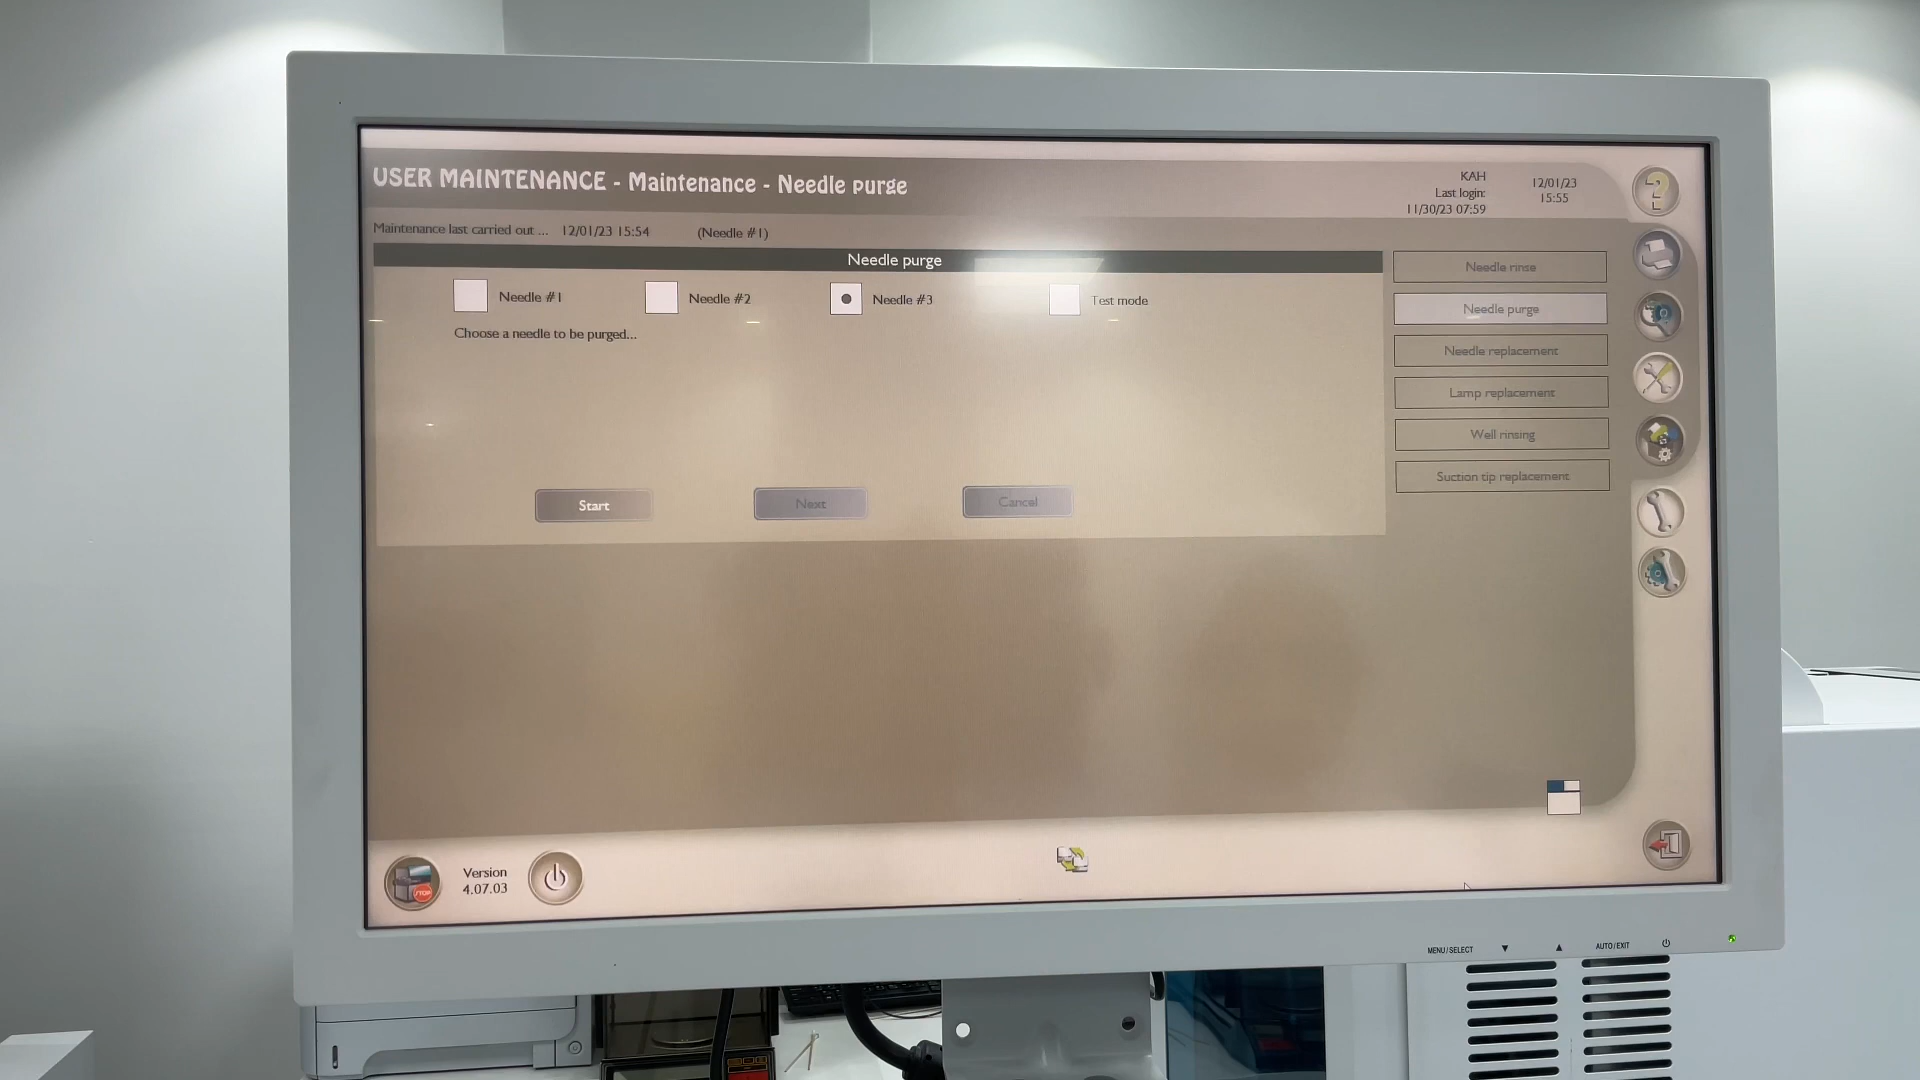 USER MAINTENANCE - Maintenance - Needle purge
KAH
Last login:
11/30/23 07:59
12/01/23
15:55
Maintenance last carried out ... 12/01/23 15:54 (Needle #1)
Needle purge
Needle #1
Needle #2
Needle #3
Test mode
Choose a needle to be purged...
Start
Next
Cancel
Needle rinse
Needle purge
Needle replacement
Lamp replacement
Well rinsing
Suction tip replacement
STOP
Version
4.07.03
MENU/SELECT ▼ ▲ AUTO/EXIT